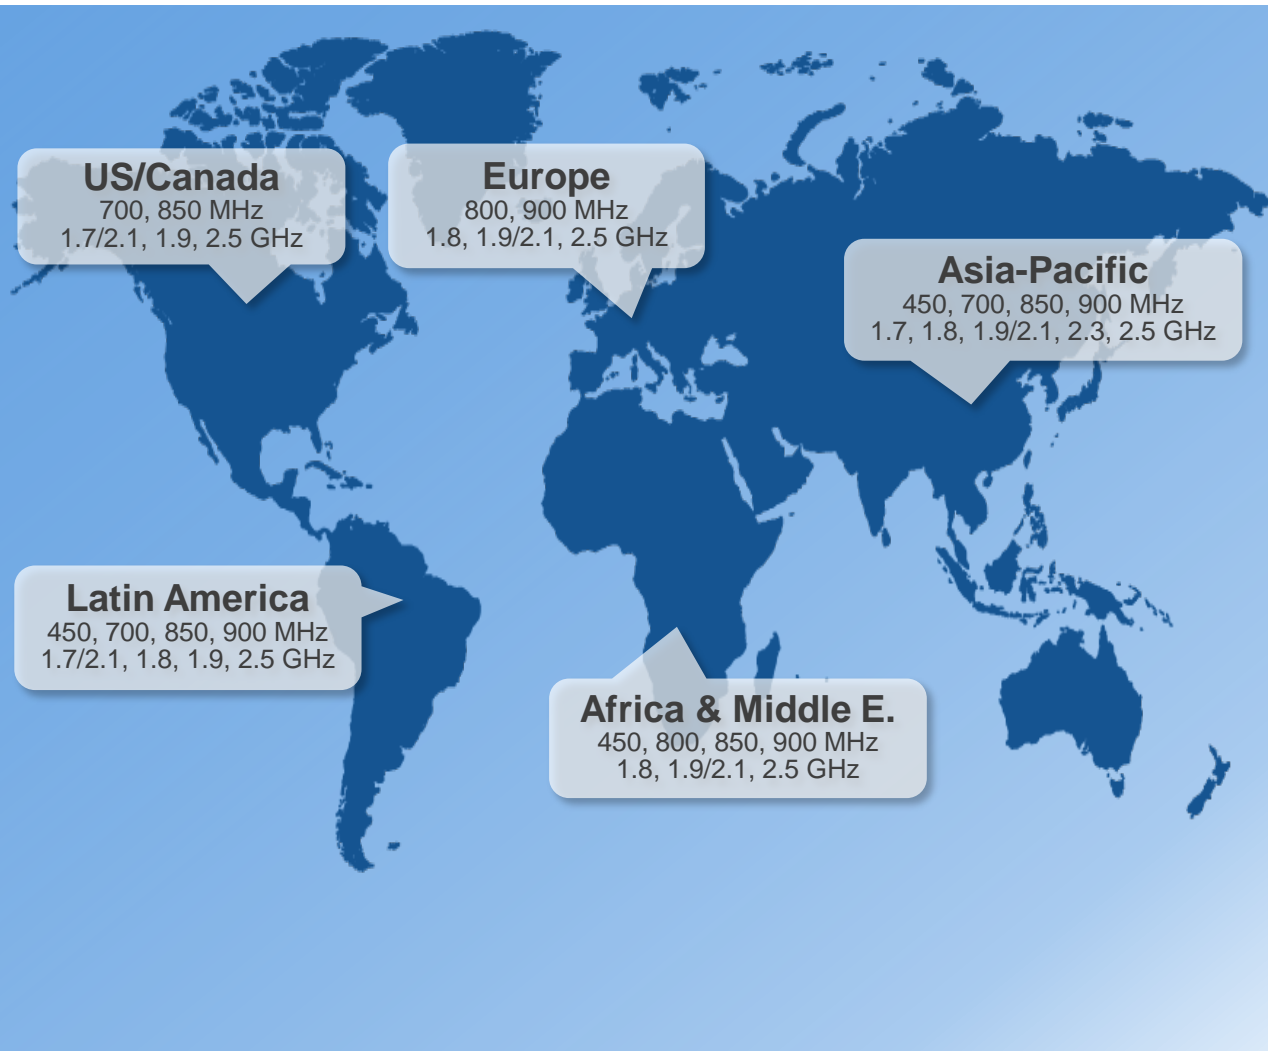 US/Canada
700, 850 MHz
1.7/2.1, 1.9, 2.5 GHz
Europe
800, 900 MHz
1.8, 1.9/2.1, 2.5 GHz
Asia-Pacific
450, 700, 850, 900 MHz
1.7, 1.8, 1.9/2.1, 2.3, 2.5 GHz
Latin America
450, 700, 850, 900 MHz
1.7/2.1, 1.8, 1.9, 2.5 GHz
Africa & Middle E.
450, 800, 850, 900 MHz
1.8, 1.9/2.1, 2.5 GHz